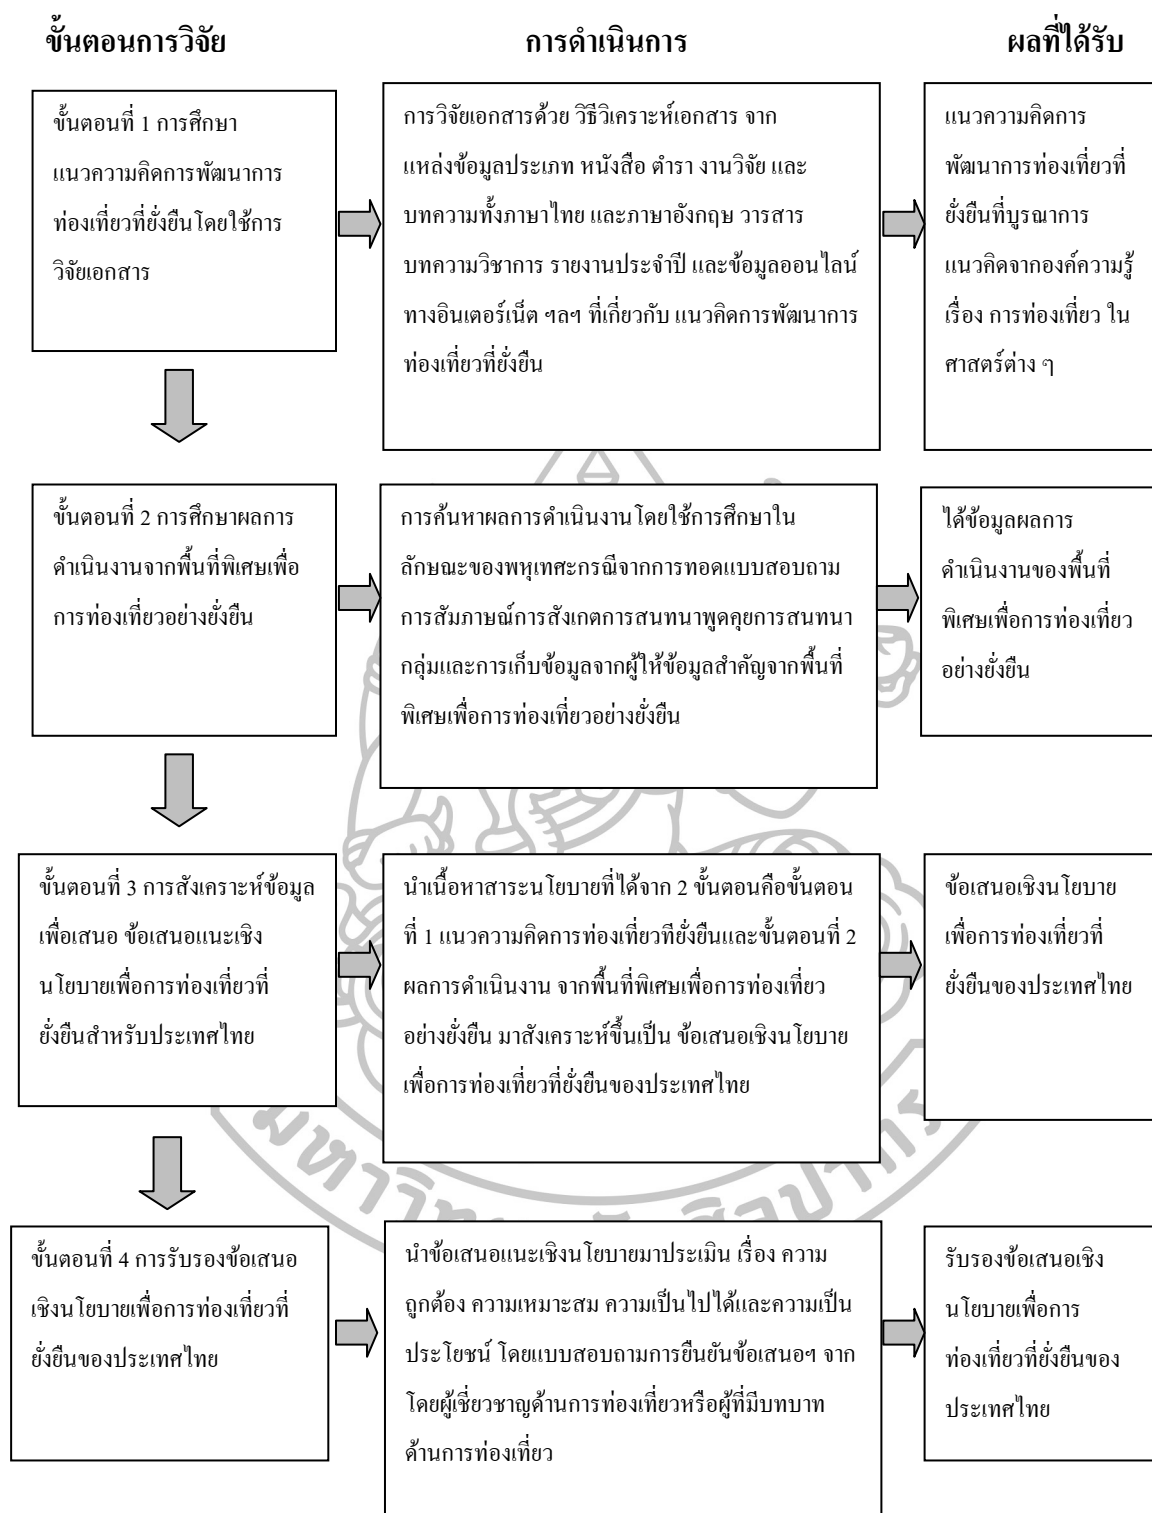 ขั้นตอนการวิจัย
การดำเนินการ
ผลที่ได้รับ
ขั้นตอนที่ 1 การศึกษา
แนวความคิดการพัฒนาการ
ท่องเที่ยวที่ยั่งยืนโดยใช้การ
วิจัยเอกสาร
การวิจัยเอกสารด้วย วิธีวิเคราะห์เอกสาร จาก
แหล่งข้อมูลประเภท หนังสือ ตำรา งานวิจัย และ
บทความทั้งภาษาไทย และภาษาอังกฤษ วารสาร
บทความวิชาการ รายงานประจำปี และข้อมูลออนไลน์
ทางอินเตอร์เน็ต ฯลฯ ที่เกี่ยวกับ แนวคิดการพัฒนาการ
ท่องเที่ยวที่ยั่งยืน
แนวความคิดการ
พัฒนาการท่องเที่ยวที่
ยั่งยืนที่บูรณาการ
แนวคิดจากองค์ความรู้
เรื่อง การท่องเที่ยว ใน
ศาสตร์ต่าง ๆ
ขั้นตอนที่ 2 การศึกษาผลการ
ดำเนินงานจากพื้นที่พิเศษเพื่อ
การท่องเที่ยวอย่างยั่งยืน
การค้นหาผลการดำเนินงานโดยใช้การศึกษาใน
ลักษณะของพหุเทศะกรณีจากการทอดแบบสอบถาม
การสัมภาษณ์การสังเกตการสนทนาพูดคุยการสนทนา
กลุ่มและการเก็บข้อมูลจากผู้ให้ข้อมูลสำคัญจากพื้นที่
พิเศษเพื่อการท่องเที่ยวอย่างยั่งยืน
ได้ข้อมูลผลการ
ดำเนินงานของพื้นที่
พิเศษเพื่อการท่องเที่ยว
อย่างยั่งยืน
ขั้นตอนที่ 3 การสังเคราะห์ข้อมูล
เพื่อเสนอ ข้อเสนอแนะเชิง
นโยบายเพื่อการท่องเที่ยวที่
ยั่งยืนสำหรับประเทศไทย
นำเนื้อหาสาระนโยบายที่ได้จาก 2 ขั้นตอนคือขั้นตอน
ที่ 1 แนวความคิดการท่องเที่ยวทียั่งยืนและขั้นตอนที่ 2
ผลการดำเนินงาน จากพื้นที่พิเศษเพื่อการท่องเที่ยว
อย่างยั่งยืน มาสังเคราะห์ขึ้นเป็น ข้อเสนอเชิงนโยบาย
เพื่อการท่องเที่ยวที่ยั่งยืนของประเทศไทย
ข้อเสนอเชิงนโยบาย
เพื่อการท่องเที่ยวที่
ยั่งยืนของประเทศไทย
ขั้นตอนที่ 4 การรับรองข้อเสนอ
เชิงนโยบายเพื่อการท่องเที่ยวที่
ยั่งยืนของประเทศไทย
นำข้อเสนอแนะเชิงนโยบายมาประเมิน เรื่อง ความ
ถูกต้อง ความเหมาะสม ความเป็นไปได้และความเป็น
ประโยชน์ โดยแบบสอบถามการยืนยันข้อเสนอฯ จาก
โดยผู้เชี่ยวชาญด้านการท่องเที่ยวหรือผู้ที่มีบทบาท
ด้านการท่องเที่ยว
รับรองข้อเสนอเชิง
นโยบายเพื่อการ
ท่องเที่ยวที่ยั่งยืนของ
ประเทศไทย